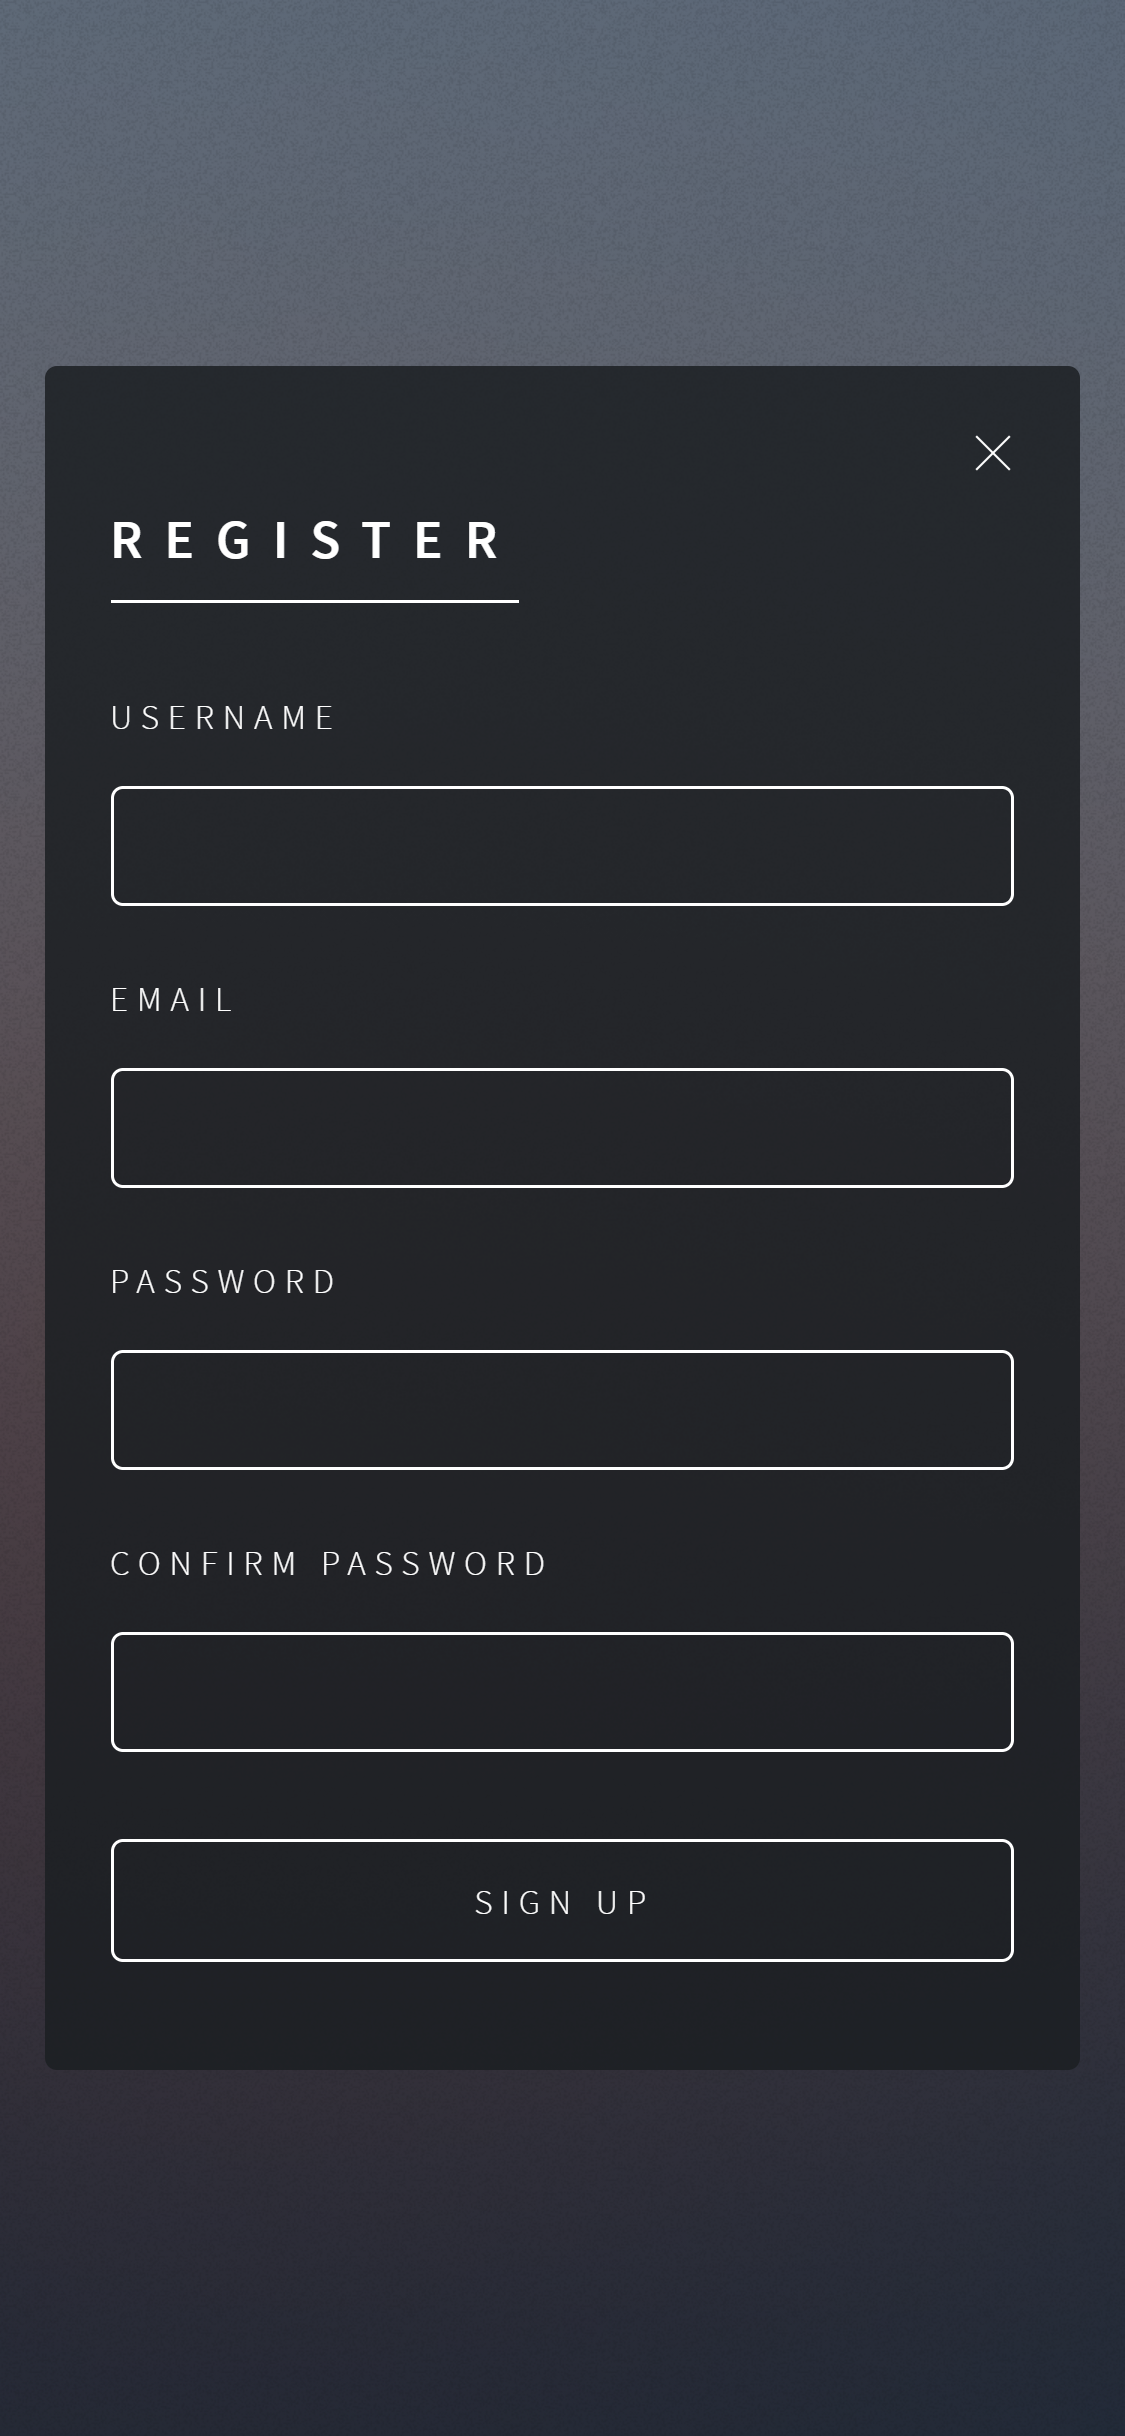 REGISTER
USERNAME
EMAIL
PASSWORD
CONFIRM PASSWORD
SIGN UP